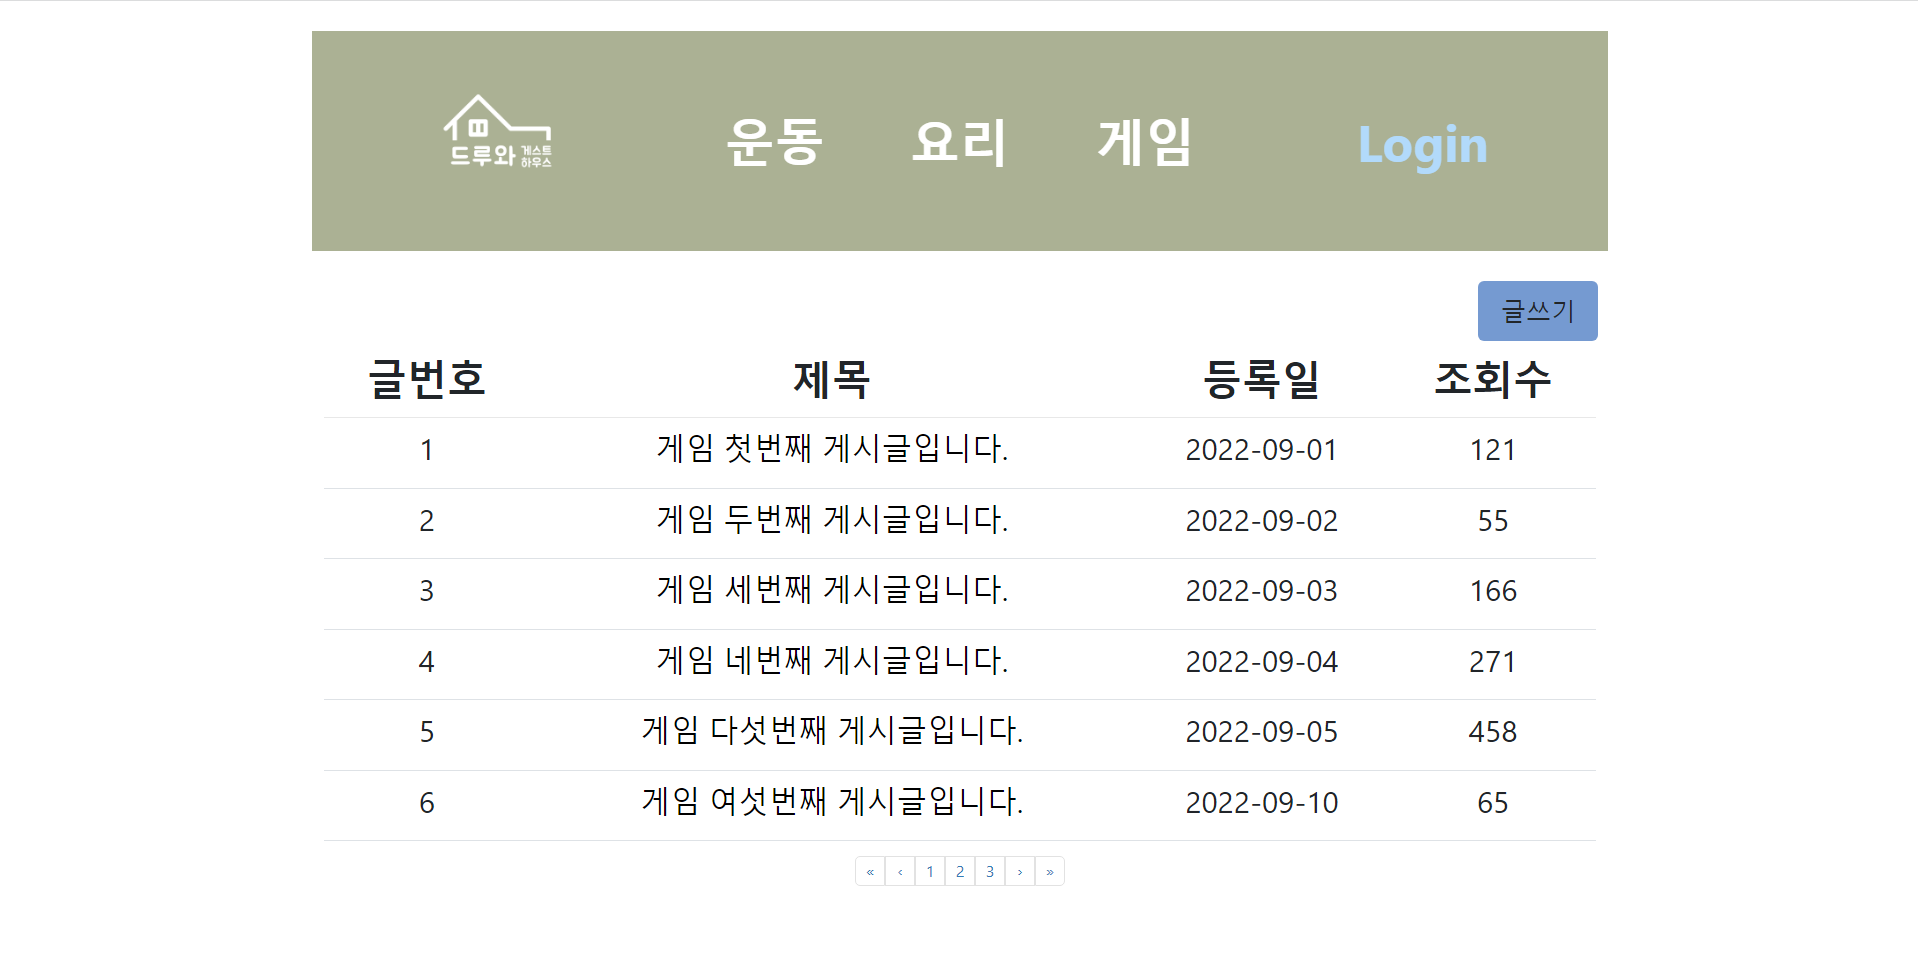 드루와 게스트 하우스
운동 요리 게임 Login
글쓰기
글번호 제목 등록일 조회수
1 게임 첫번째 게시글입니다. 2022-09-01 121
2 게임 두번째 게시글입니다. 2022-09-02 55
3 게임 세번째 게시글입니다. 2022-09-03 166
4 게임 네번째 게시글입니다. 2022-09-04 271
5 게임 다섯번째 게시글입니다. 2022-09-05 458
6 게임 여섯번째 게시글입니다. 2022-09-10 65
« ‹ 1 2 3 › »